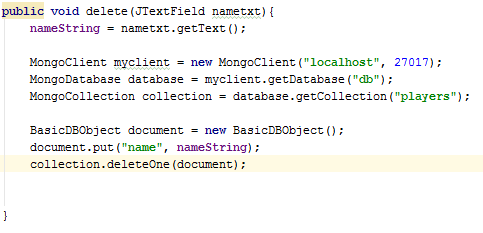 public void delete(JTextField nametxt){
nameString = nametxt.getText();
MongoClient myclient = new MongoClient("localhost", 27017);
MongoDatabase database = myclient.getDatabase("db");
MongoCollection collection = database.getCollection("players");
BasicDBObject document = new BasicDBObject();
document.put("name", nameString);
collection.deleteOne(document);
}